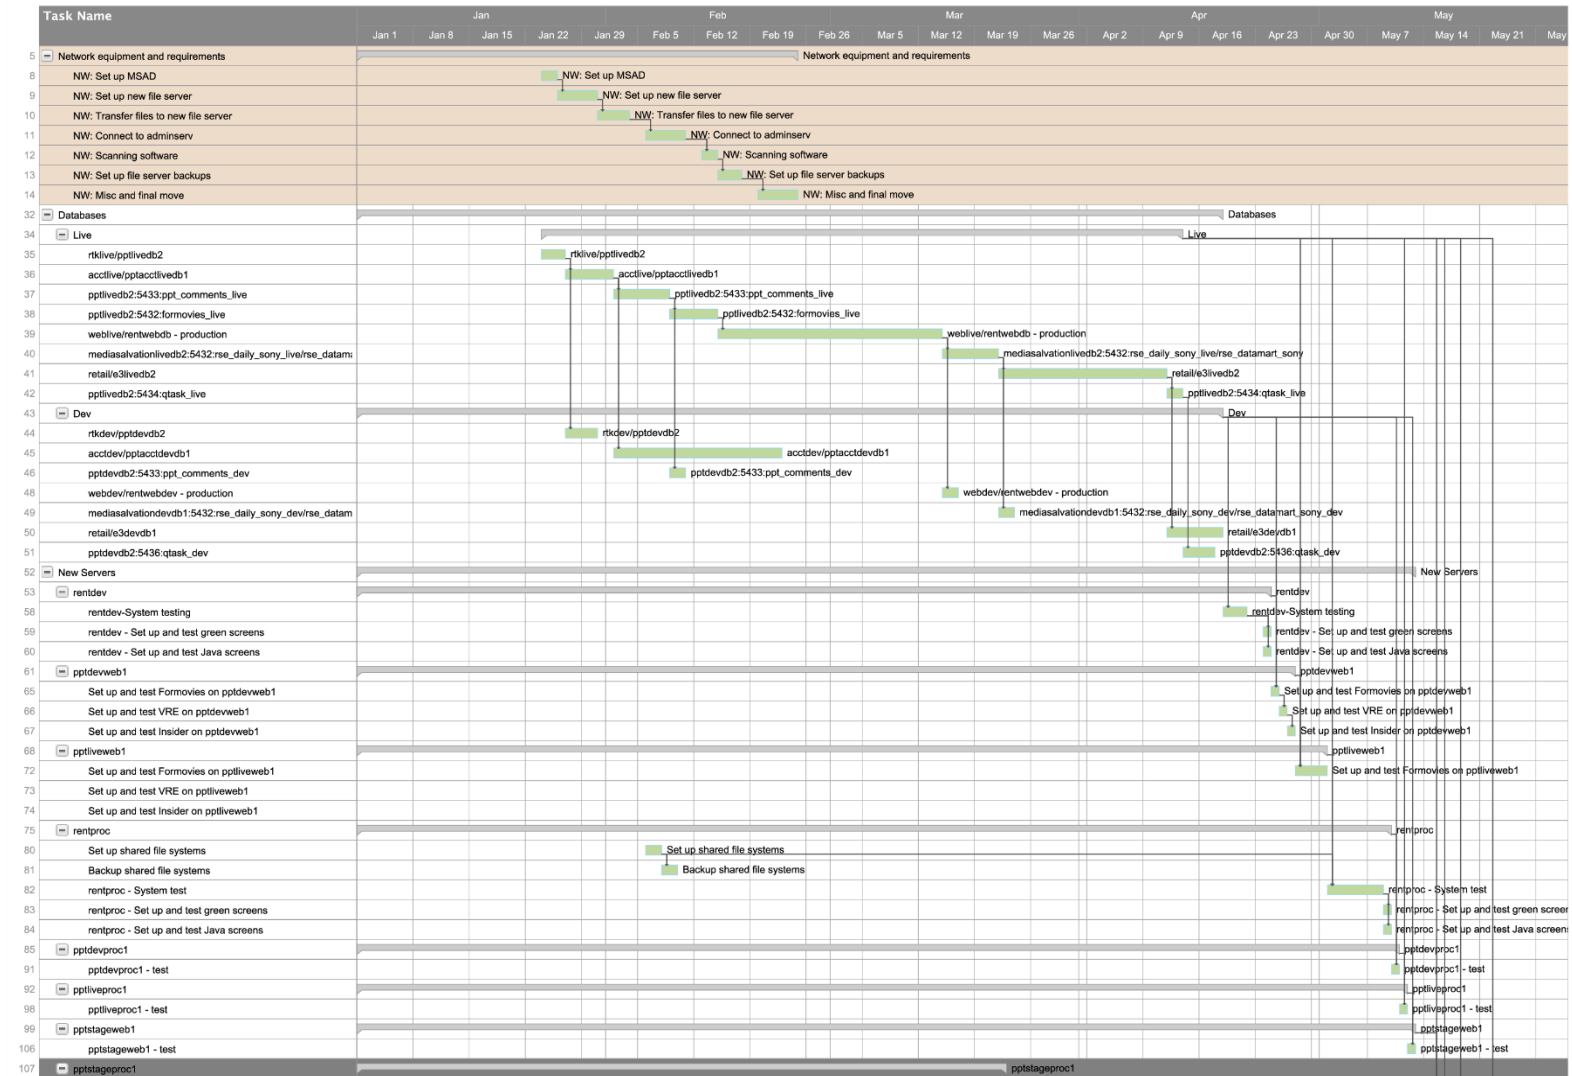 Task Name Jan Feb Mar Apr May
Jan 1 Jan 8 Jan 15 Jan 22 Jan 29 Feb 5 Feb 12 Feb 19 Feb 26 Mar 5 Mar 12 Mar 19 Mar 26 Apr 2 Apr 9 Apr 16 Apr 23 Apr 30 May 7 May 14 May 21 May
5 Network equipment and requirements Network equipment and requirements
8 NW: Set up MSAD NW: Set up MSAD
9 NW: Set up new file server NW: Set up new file server
10 NW: Transfer files to new file server NW: Transfer files to new file server
11 NW: Connect to adminserv NW: Connect to adminserv
12 NW: Scanning software NW: Scanning software
13 NW: Set up file server backups NW: Set up file server backups
14 NW: Misc and final move NW: Misc and final move
32 Databases Databases
34 Live Live
35 rtklive/pptlivedb2 rtklive/pptlivedb2
36 acctlive/pptacctlivedb1 acctlive/pptacctlivedb1
37 pptlivedb2:5433:ppt_comments_live pptlivedb2:5433:ppt_comments_live
38 pptlivedb2:5432:formovies_live pptlivedb2:5432:formovies_live
39 weblive/rentwebdb - production weblive/rentwebdb - production
40 mediasalvationlivedb2:5432:rse_daily_sony_live/rse_datama mediasalvationlivedb2:5432:rse_daily_sony_live/rse_datamart_sony
41 retail/e3livedb2 retail/e3livedb2
42 pptlivedb2:5434:qtask_live pptlivedb2:5434:qtask_live
43 Dev Dev
44 rtkdev/pptdevdb2 rtkdev/pptdevdb2
45 acctdev/pptacctdevdb1 acctdev/pptacctdevdb1
46 pptdevdb2:5433:ppt_comments_dev pptdevdb2:5433:ppt_comments_dev
48 webdev/rentwebdev - production webdev/rentwebdev - production
49 mediasalvationdevdb1:5432:rse_daily_sony_dev/rse_datam mediasalvationdevdb1:5432:rse_daily_sony_dev/rse_datamart_sony_dev
50 retail/e3devdb1 retail/e3devdb1
51 pptdevdb2:5436:qtask_dev pptdevdb2:5436:qtask_dev
52 New Servers New Servers
53 rentdev rentdev
58 rentdev-System testing rentdev-System testing
59 rentdev - Set up and test green screens rentdev - Set up and test green screens
60 rentdev - Set up and test Java screens rentdev - Set up and test Java screens
61 pptdevweb1 pptdevweb1
65 Set up and test Formovies on pptdevweb1 Set up and test Formovies on pptdevweb1
66 Set up and test VRE on pptdevweb1 Set up and test VRE on pptdevweb1
67 Set up and test Insider on pptdevweb1 Set up and test Insider on pptdevweb1
68 pptliveweb1 pptliveweb1
72 Set up and test Formovies on pptliveweb1 Set up and test Formovies on pptliveweb1
73 Set up and test VRE on pptliveweb1
74 Set up and test Insider on pptliveweb1
75 rentproc rentproc
80 Set up shared file systems Set up shared file systems
81 Backup shared file systems Backup shared file systems
82 rentproc - System test rentproc - System test
83 rentproc - Set up and test green screens rentproc - Set up and test green screen
84 rentproc - Set up and test Java screens rentproc - Set up and test Java screens
85 pptdevproc1 pptdevproc1
91 pptdevproc1 - test pptdevproc1 - test
92 pptliveproc1 pptliveproc1
98 pptliveproc1 - test pptliveproc1 - test
99 pptstageweb1 pptstageweb1
106 pptstageweb1 - test pptstageweb1 - test
107 pptstageproc1 pptstageproc1